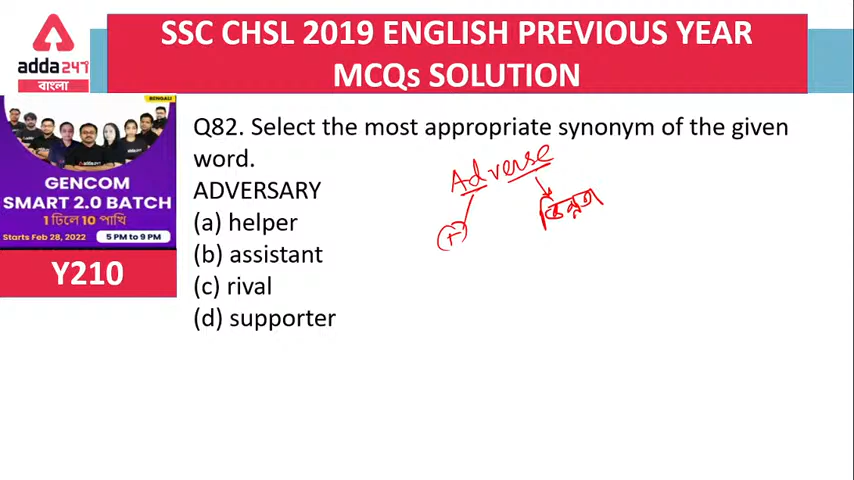 SSC CHSL 2019 ENGLISH PREVIOUS YEAR
MCQs SOLUTION
adda247
বাংলা
BENGALI
GENCOM
SMART 2.0 BATCH
1 ঢিলে 10 পাখি
Starts Feb 28, 2022
5 PM to 9 PM
Y210
Q82. Select the most appropriate synonym of the given
word.
ADVERSARY
(a) helper
(b) assistant
(c) rival
(d) supporter
Adverse
(+)